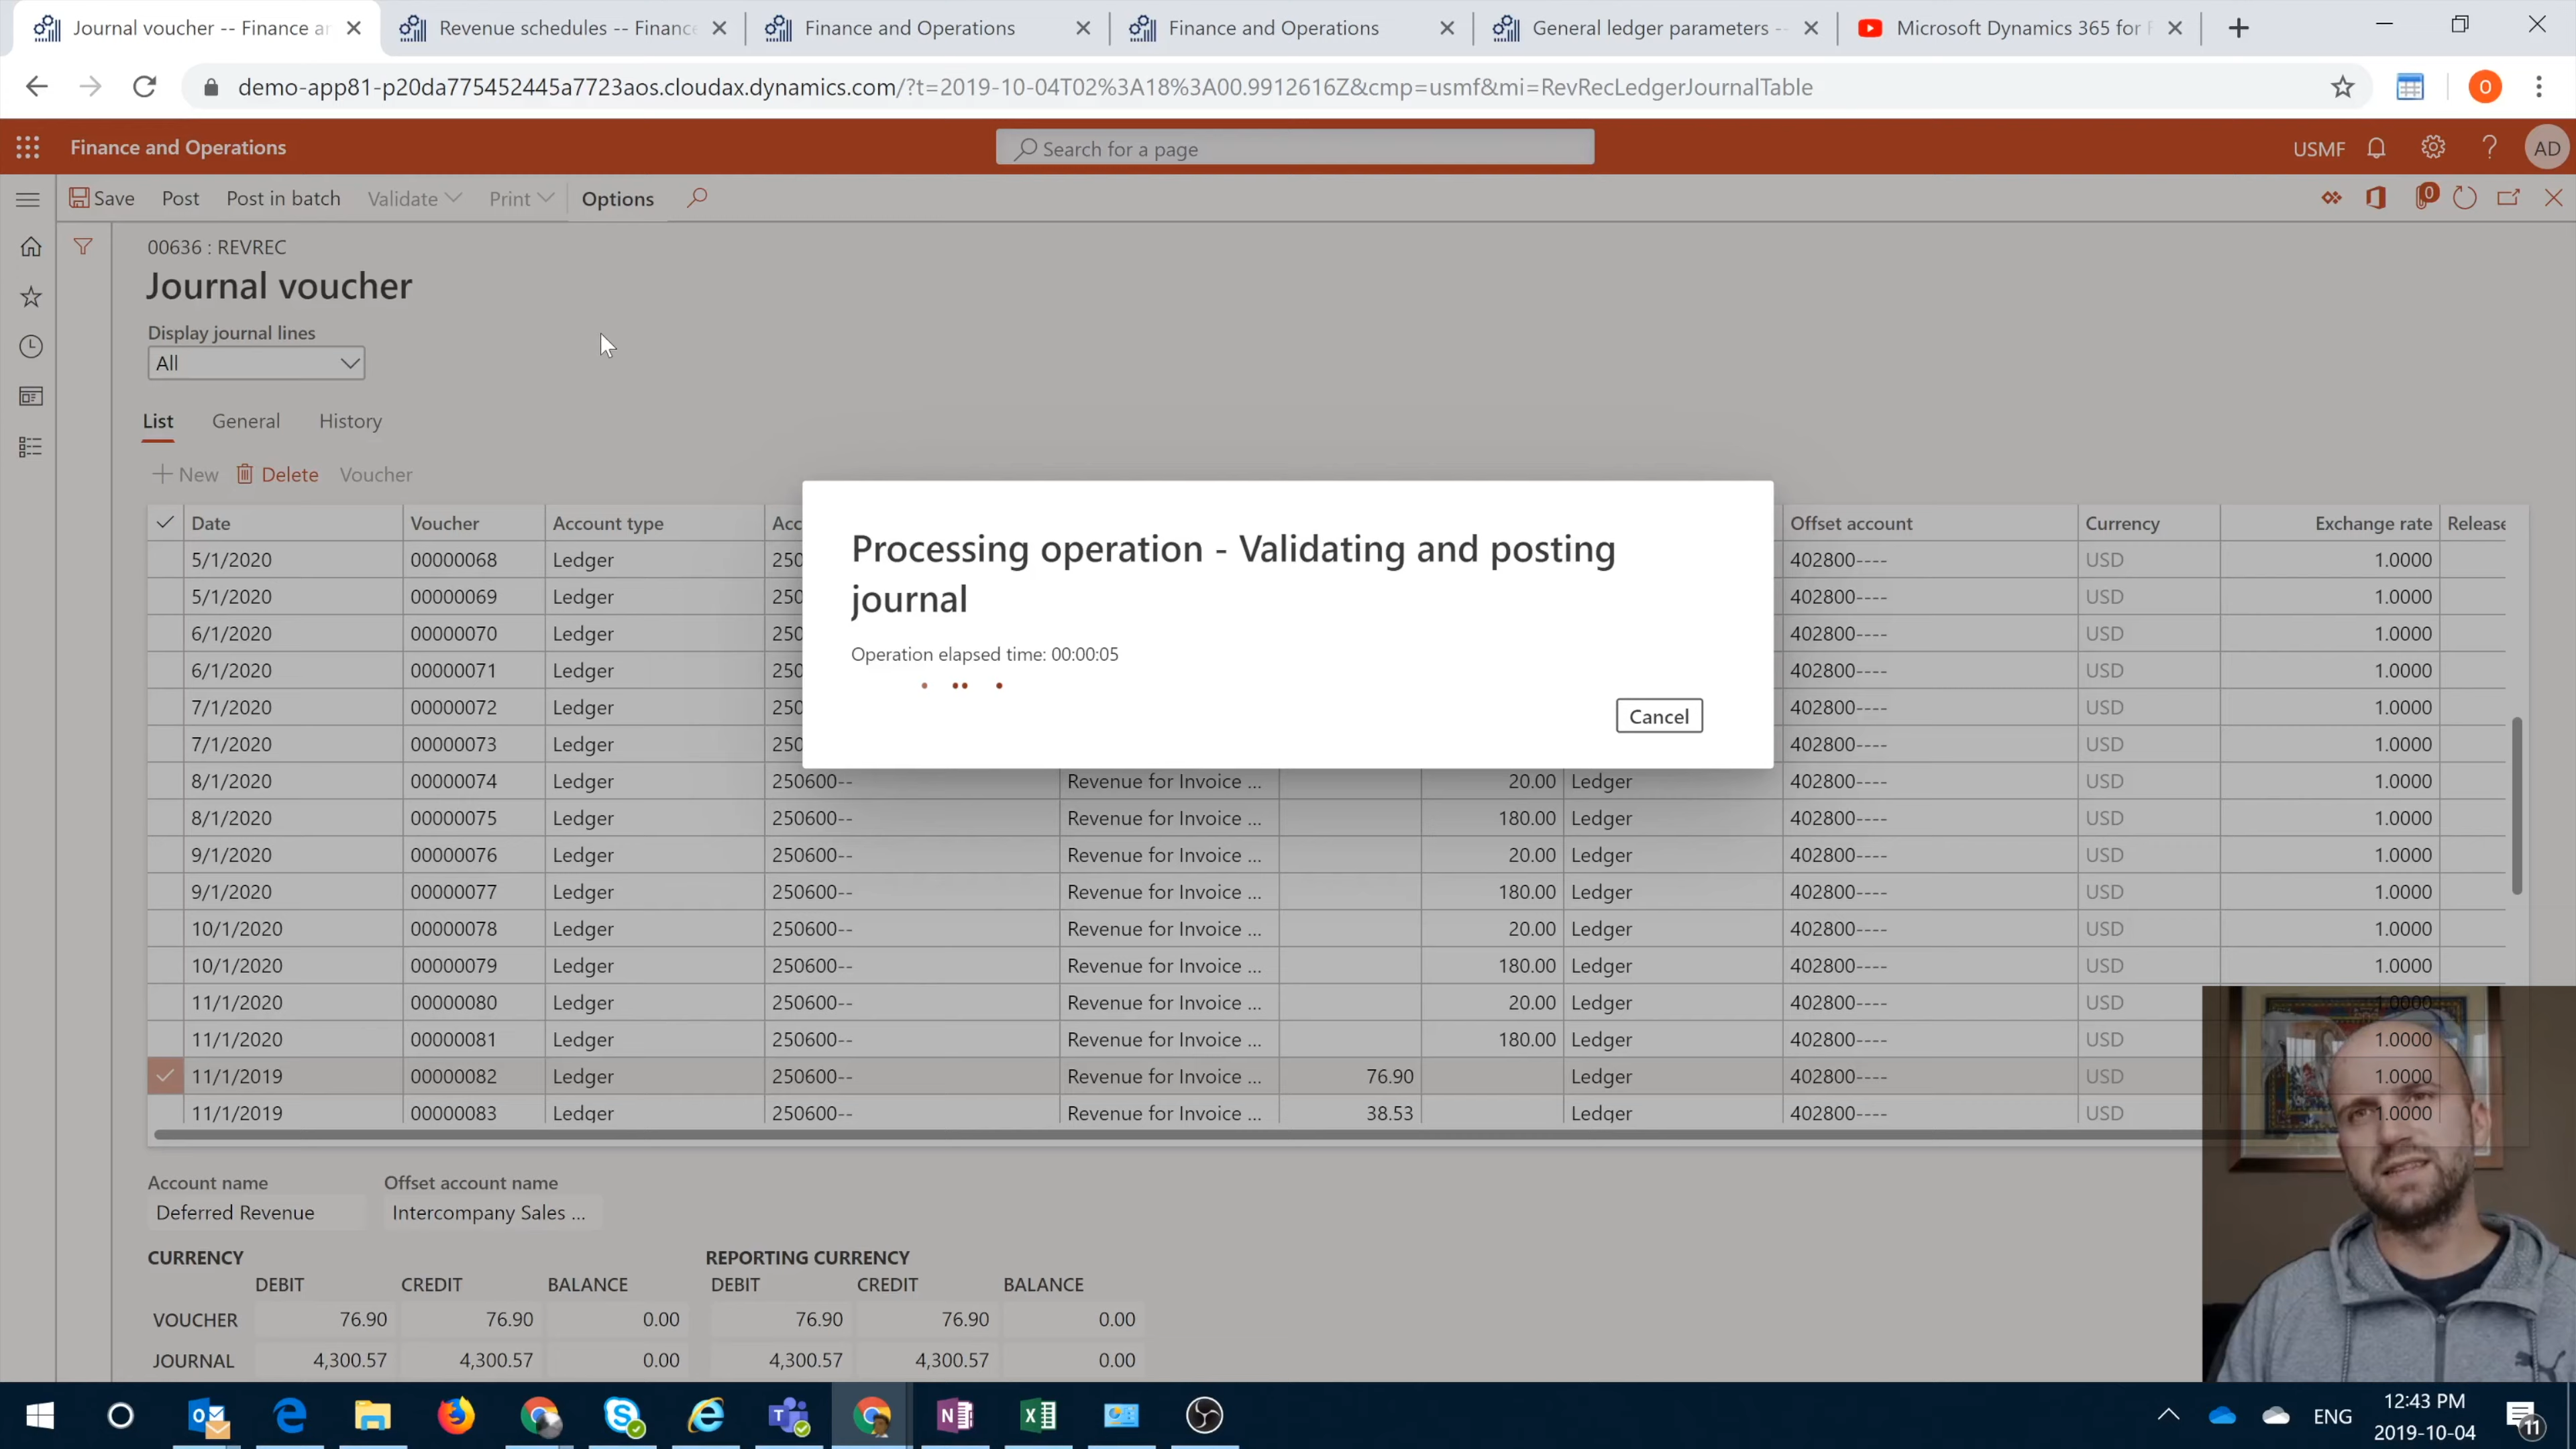 Journal voucher -- Finance ar
Revenue schedules -- Finance
Finance and Operations
Finance and Operations
General ledger parameters --
Microsoft Dynamics 365 for
demo-app81-p20da775452445a7723aos.cloudax.dynamics.com/?t=2019-10-04T02%3A18%3A00.9912616Z&cmp=usmf&mi=RevRecLedgerJournalTable
O
Finance and Operations
Search for a page
USMF
?
AD
Save Post Post in batch Validate Print Options
0
00636 : REVREC
Journal voucher
Display journal lines
All
List General History
New Delete Voucher
Date Voucher Account type Acc Offset account Currency Exchange rate Release
5/1/2020 00000068 Ledger 250 402800---- USD 1.0000
5/1/2020 00000069 Ledger 250 402800---- USD 1.0000
6/1/2020 00000070 Ledger 250 402800---- USD 1.0000
6/1/2020 00000071 Ledger 250 402800---- USD 1.0000
7/1/2020 00000072 Ledger 250 402800---- USD 1.0000
7/1/2020 00000073 Ledger 250 402800---- USD 1.0000
8/1/2020 00000074 Ledger 250600-- Revenue for Invoice ... 20.00 Ledger 402800---- USD 1.0000
8/1/2020 00000075 Ledger 250600-- Revenue for Invoice ... 180.00 Ledger 402800---- USD 1.0000
9/1/2020 00000076 Ledger 250600-- Revenue for Invoice ... 20.00 Ledger 402800---- USD 1.0000
9/1/2020 00000077 Ledger 250600-- Revenue for Invoice ... 180.00 Ledger 402800---- USD 1.0000
10/1/2020 00000078 Ledger 250600-- Revenue for Invoice ... 20.00 Ledger 402800---- USD 1.0000
10/1/2020 00000079 Ledger 250600-- Revenue for Invoice ... 180.00 Ledger 402800---- USD 1.0000
11/1/2020 00000080 Ledger 250600-- Revenue for Invoice ... 20.00 Ledger 402800---- USD 1.0000
11/1/2020 00000081 Ledger 250600-- Revenue for Invoice ... 180.00 Ledger 402800---- USD 1.0000
11/1/2019 00000082 Ledger 250600-- Revenue for Invoice ... 76.90 Ledger 402800---- USD 1.0000
11/1/2019 00000083 Ledger 250600-- Revenue for Invoice ... 38.53 Ledger 402800---- USD 1.0000
Processing operation - Validating and posting
journal
Operation elapsed time: 00:00:05
Cancel
Account name Offset account name
Deferred Revenue Intercompany Sales ...
CURRENCY REPORTING CURRENCY
DEBIT CREDIT BALANCE DEBIT CREDIT BALANCE
VOUCHER 76.90 76.90 0.00 76.90 76.90 0.00
JOURNAL 4,300.57 4,300.57 0.00 4,300.57 4,300.57 0.00
ENG
12:43 PM
2019-10-04
11